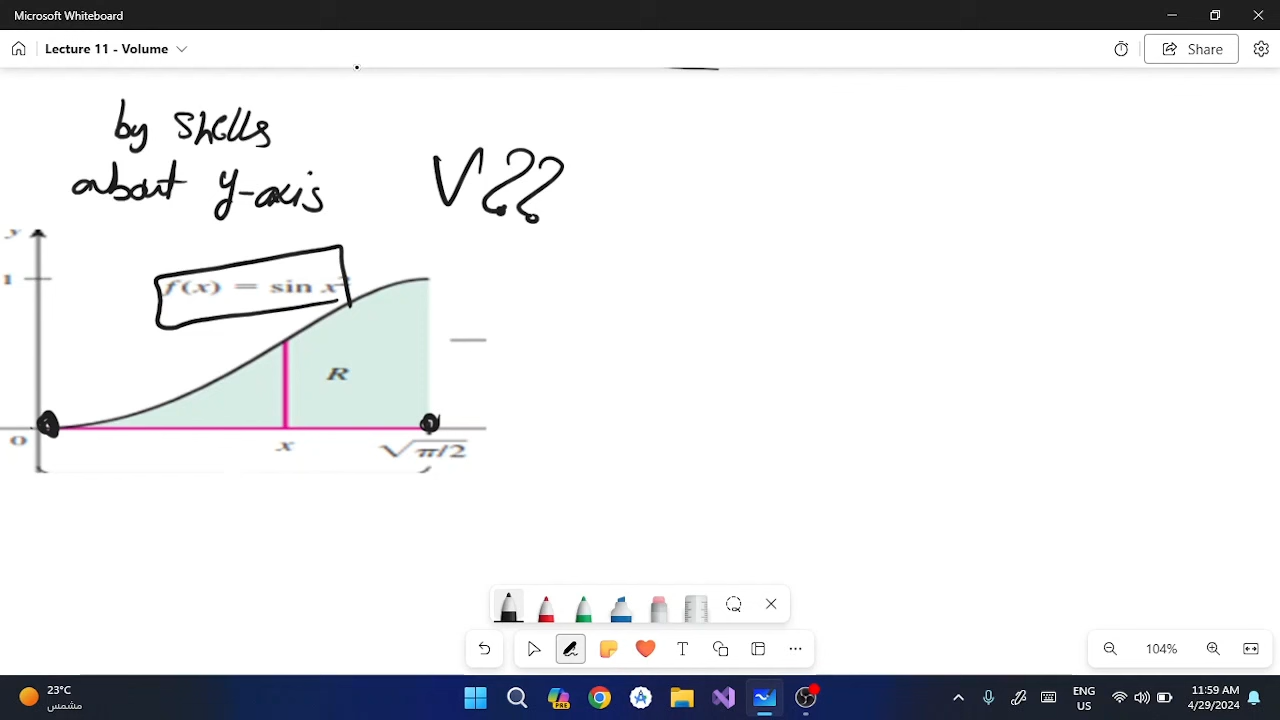 Microsoft Whiteboard
Lecture 11 - Volume
Share
by shells
about y-axis
V??
y
1
f(x) = sin x²
R
0
x
√π/2
104%
23°C
مشمس
PRE
ENG
US
11:59 AM
4/29/2024